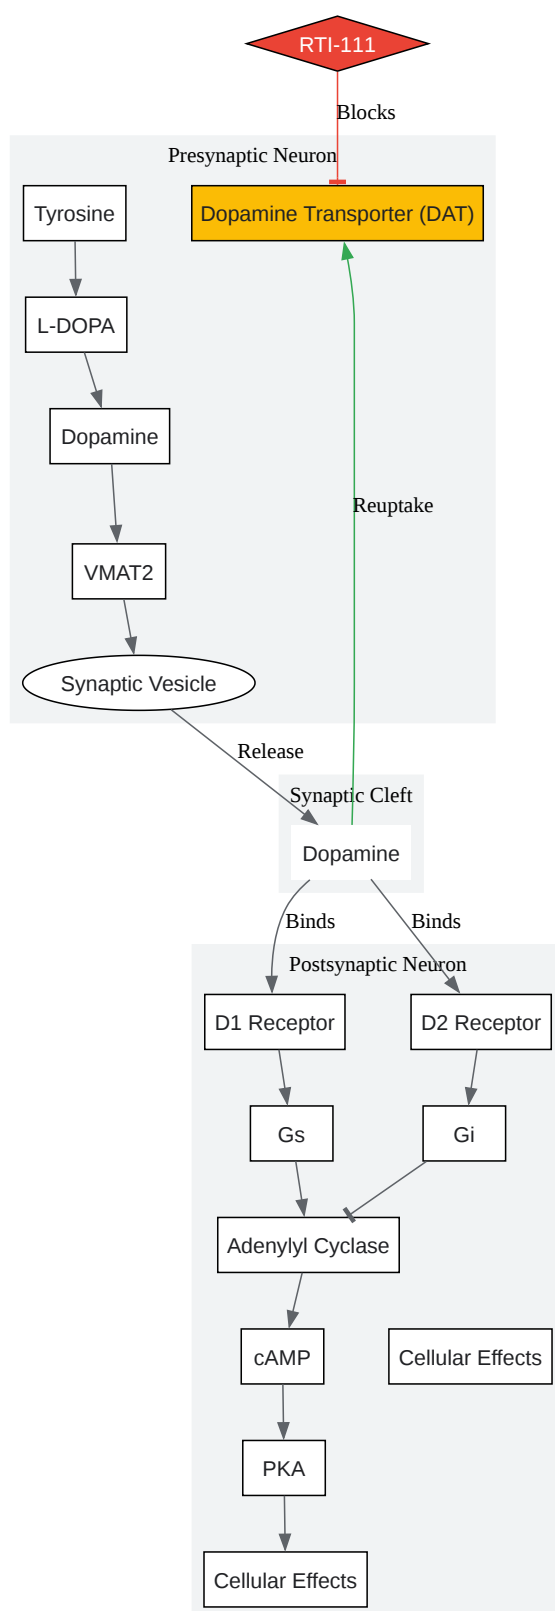 RTI-111
Blocks
Presynaptic Neuron
Tyrosine
Dopamine Transporter (DAT)
L-DOPA
Dopamine
Reuptake
VMAT2
Synaptic Vesicle
Release
Synaptic Cleft
Dopamine
Binds
Binds
Postsynaptic Neuron
D1 Receptor
D2 Receptor
Gs
Gi
Adenylyl Cyclase
cAMP
Cellular Effects
PKA
Cellular Effects